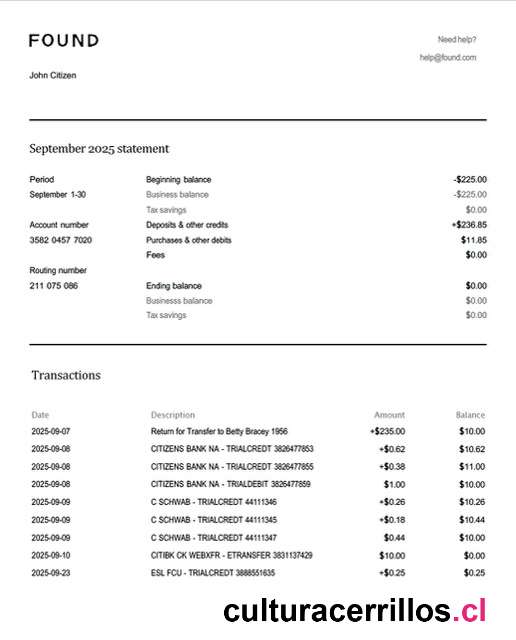 FOUND
Need help?
help@found.com
John Citizen
September 2025 statement
Period Beginning balance -$225.00
September 1-30 Business balance -$225.00
Tax savings $0.00
Account number Deposits & other credits +$236.85
3582 0457 7020 Purchases & other debits $11.85
Fees $0.00
Routing number
211 075 086 Ending balance $0.00
Businesss balance $0.00
Tax savings $0.00
Transactions
Date Description Amount Balance
2025-09-07 Return for Transfer to Betty Bracey 1956 +$235.00 $10.00
2025-09-08 CITIZENS BANK NA - TRIALCREDT 3826477853 +$0.62 $10.62
2025-09-08 CITIZENS BANK NA - TRIALCREDT 3826477855 +$0.38 $11.00
2025-09-08 CITIZENS BANK NA - TRIALDEBIT 3826477859 $1.00 $10.00
2025-09-09 C SCHWAB - TRIALCREDT 44111346 +$0.26 $10.26
2025-09-09 C SCHWAB - TRIALCREDT 44111345 +$0.18 $10.44
2025-09-09 C SCHWAB - TRIALCREDT 44111347 $0.44 $10.00
2025-09-10 CITIBK CK WEBXFR - ETRANSFER 3831137429 $10.00 $0.00
2025-09-23 ESL FCU - TRIALCREDT 3888551635 +$0.25 $0.25
culturacerrillos.cl